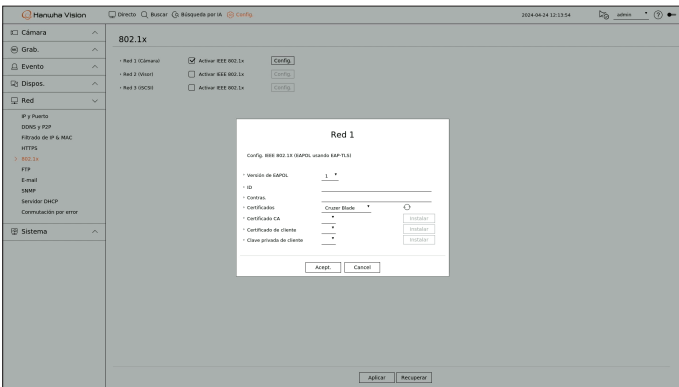 Hanwha Vision
Directo Buscar Búsqueda por IA Config.
2024-04-24 12:13:54 admin
Cámara
Grab.
Evento
Dispos.
Red
IP y Puerto
DDNS y P2P
Filtrado de IP & MAC
HTTPS
802.1x
FTP
E-mail
SNMP
Servidor DHCP
Conmutación por error
Sistema
802.1x
Red 1 (Cámara) Activar IEEE 802.1x Config.
Red 2 (Visor) Activar IEEE 802.1x Config.
Red 3 (iSCSI) Activar IEEE 802.1x Config.
Red 1
Config. IEEE 802.1X (EAPOL usando EAP-TLS)
Versión de EAPOL 1
ID
Contras.
Certificados Cruzer Blade
Certificado CA Instalar
Certificado de cliente Instalar
Clave privada de cliente Instalar
Acept. Cancel
Aplicar Recuperar